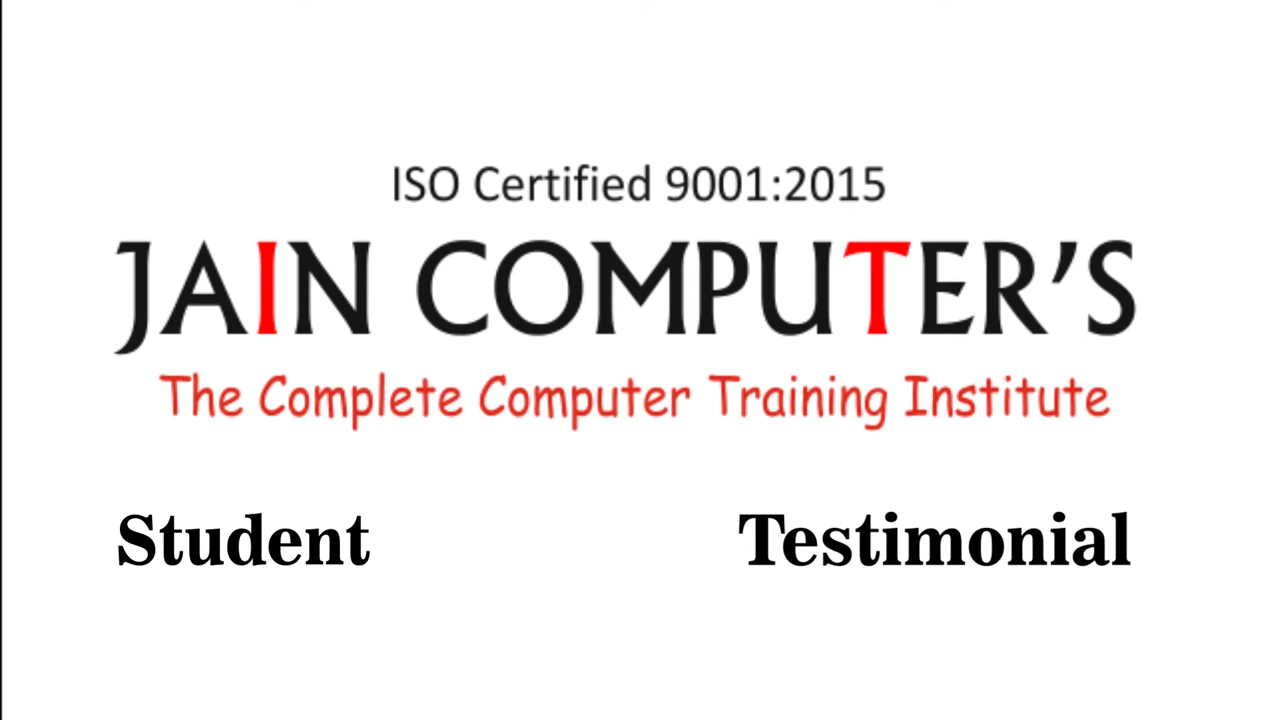 ISO Certified 9001:2015
JAIN COMPUTER'S
The Complete Computer Training Institute
Student Testimonial